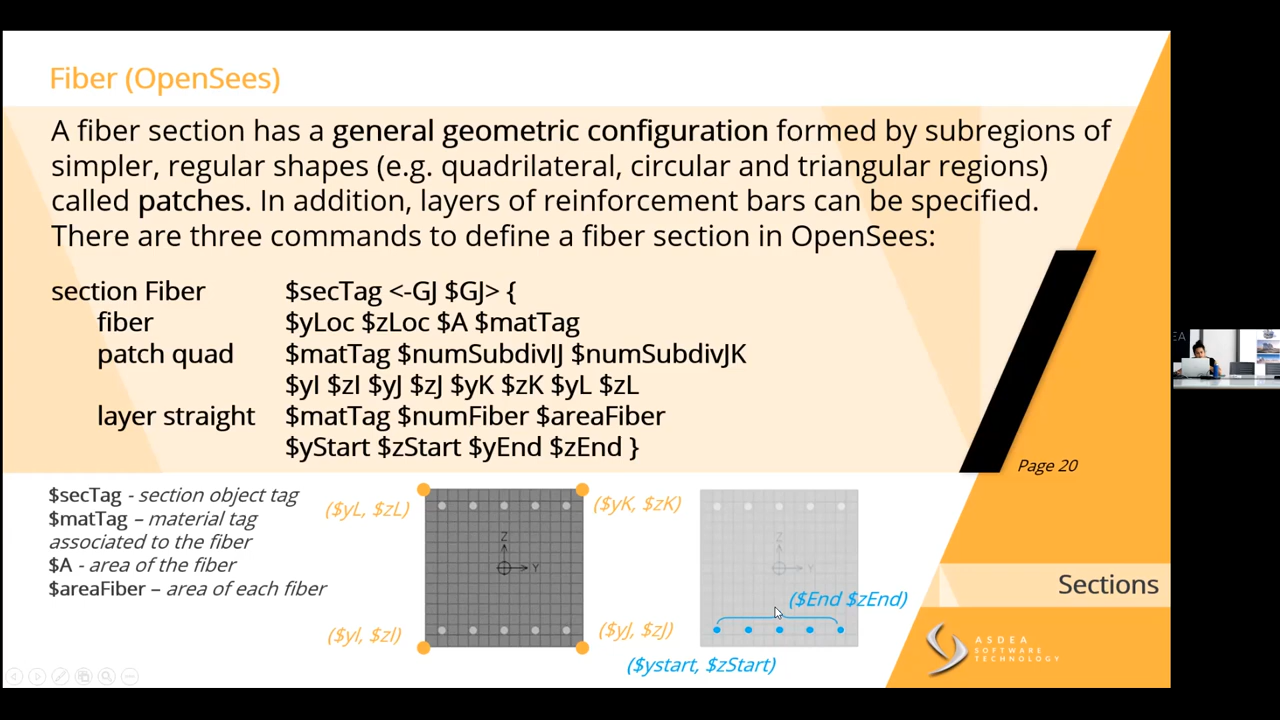 Fiber (OpenSees)
A fiber section has a general geometric configuration formed by subregions of
simpler, regular shapes (e.g. quadrilateral, circular and triangular regions)
called patches. In addition, layers of reinforcement bars can be specified.
There are three commands to define a fiber section in OpenSees:
section Fiber $secTag <-GJ $GJ> {
fiber $yLoc $zLoc $A $matTag
patch quad $matTag $numSubdivIJ $numSubdivJK
$yI $zI $yJ $zJ $yK $zK $yL $zL
layer straight $matTag $numFiber $areaFiber
$yStart $zStart $yEnd $zEnd }
Page 20
$secTag - section object tag
$matTag – material tag
associated to the fiber
$A - area of the fiber
$areaFiber – area of each fiber
($yL, $zL)
($yK, $zK)
Z
Y
($yI, $zI)
($yJ, $zJ)
Z
Y
($End $zEnd)
($ystart, $zStart)
Sections
ASDEA
SOFTWARE
TECHNOLOGY
EA